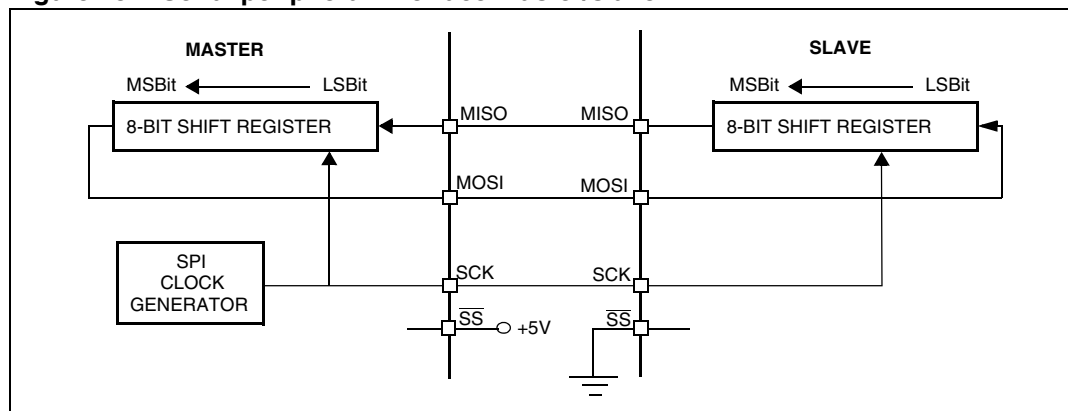 MASTER
SLAVE
MSBit
LSBit
MSBit
LSBit
8-BIT SHIFT REGISTER
MISO
MISO
8-BIT SHIFT REGISTER
MOSI
MOSI
SPI
CLOCK
GENERATOR
SCK
SCK
SS
+5V
SS